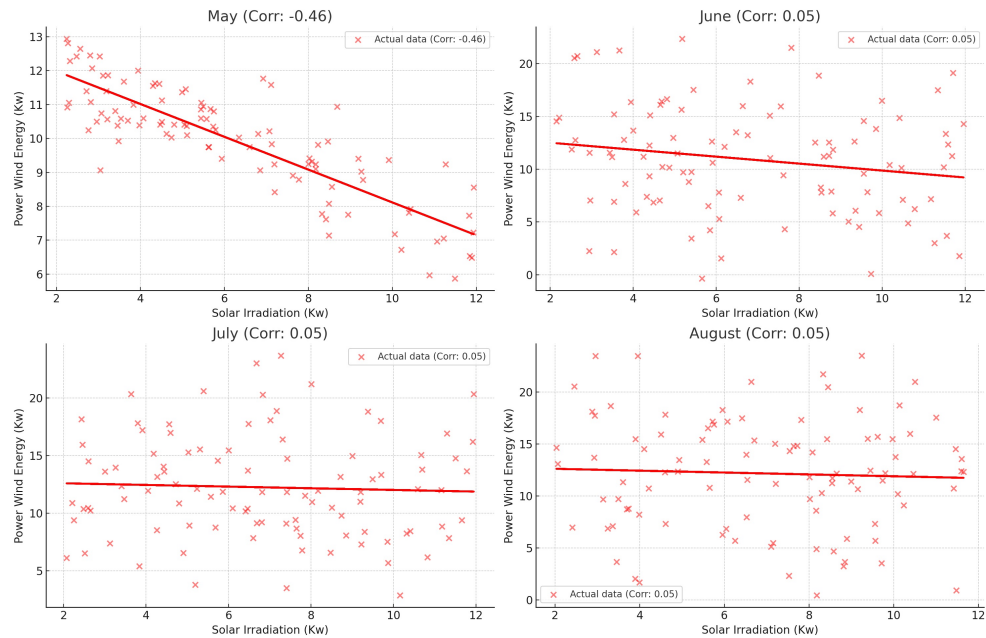 May (Corr: -0.46)
Actual data (Corr: -0.46)
Power Wind Energy (Kw)
13
12
11
10
9
8
7
6
2
4
6
8
10
12
Solar Irradiation (Kw)
June (Corr: 0.05)
Actual data (Corr: 0.05)
Power Wind Energy (Kw)
20
15
10
5
0
2
4
6
8
10
12
Solar Irradiation (Kw)
July (Corr: 0.05)
Actual data (Corr: 0.05)
Power Wind Energy (Kw)
20
15
10
5
2
4
6
8
10
12
Solar Irradiation (Kw)
August (Corr: 0.05)
Actual data (Corr: 0.05)
Power Wind Energy (Kw)
20
15
10
5
0
2
4
6
8
10
12
Solar Irradiation (Kw)